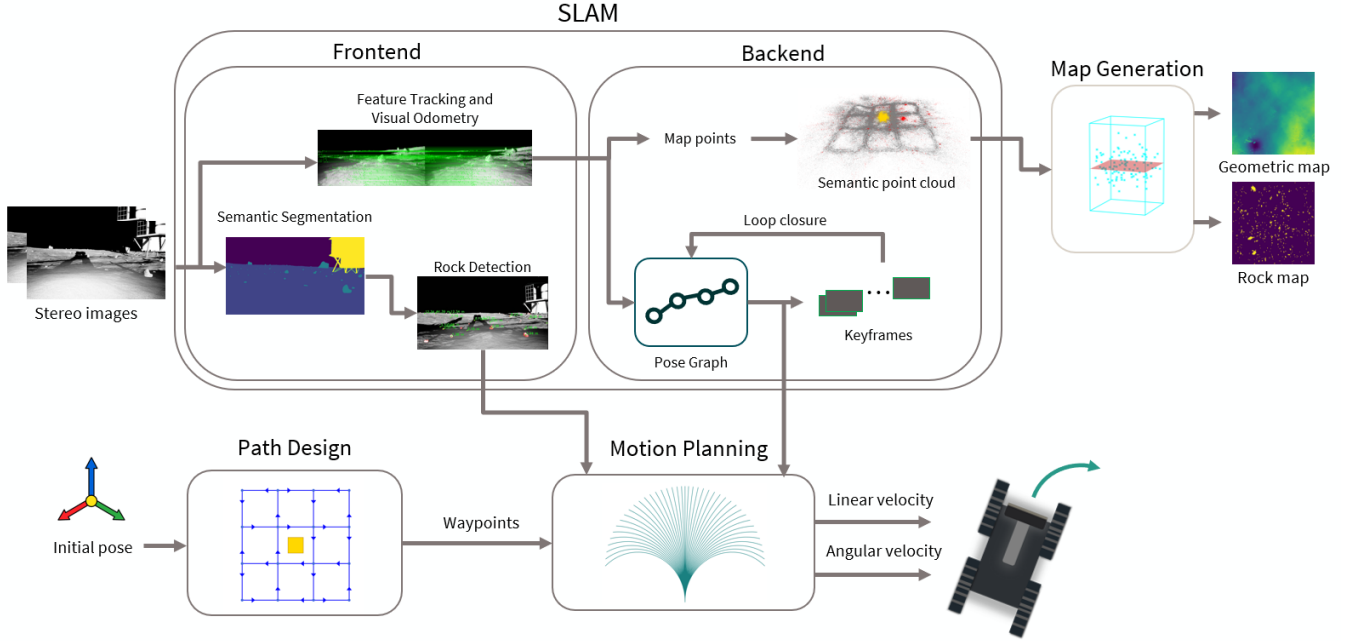 SLAM
Frontend
Backend
Map Generation
Feature Tracking and
Visual Odometry
Map points
Semantic point cloud
Geometric map
Semantic Segmentation
Loop closure
Rock Detection
Rock map
Stereo images
Keyframes
Pose Graph
Path Design
Motion Planning
Initial pose
Waypoints
Linear velocity
Angular velocity